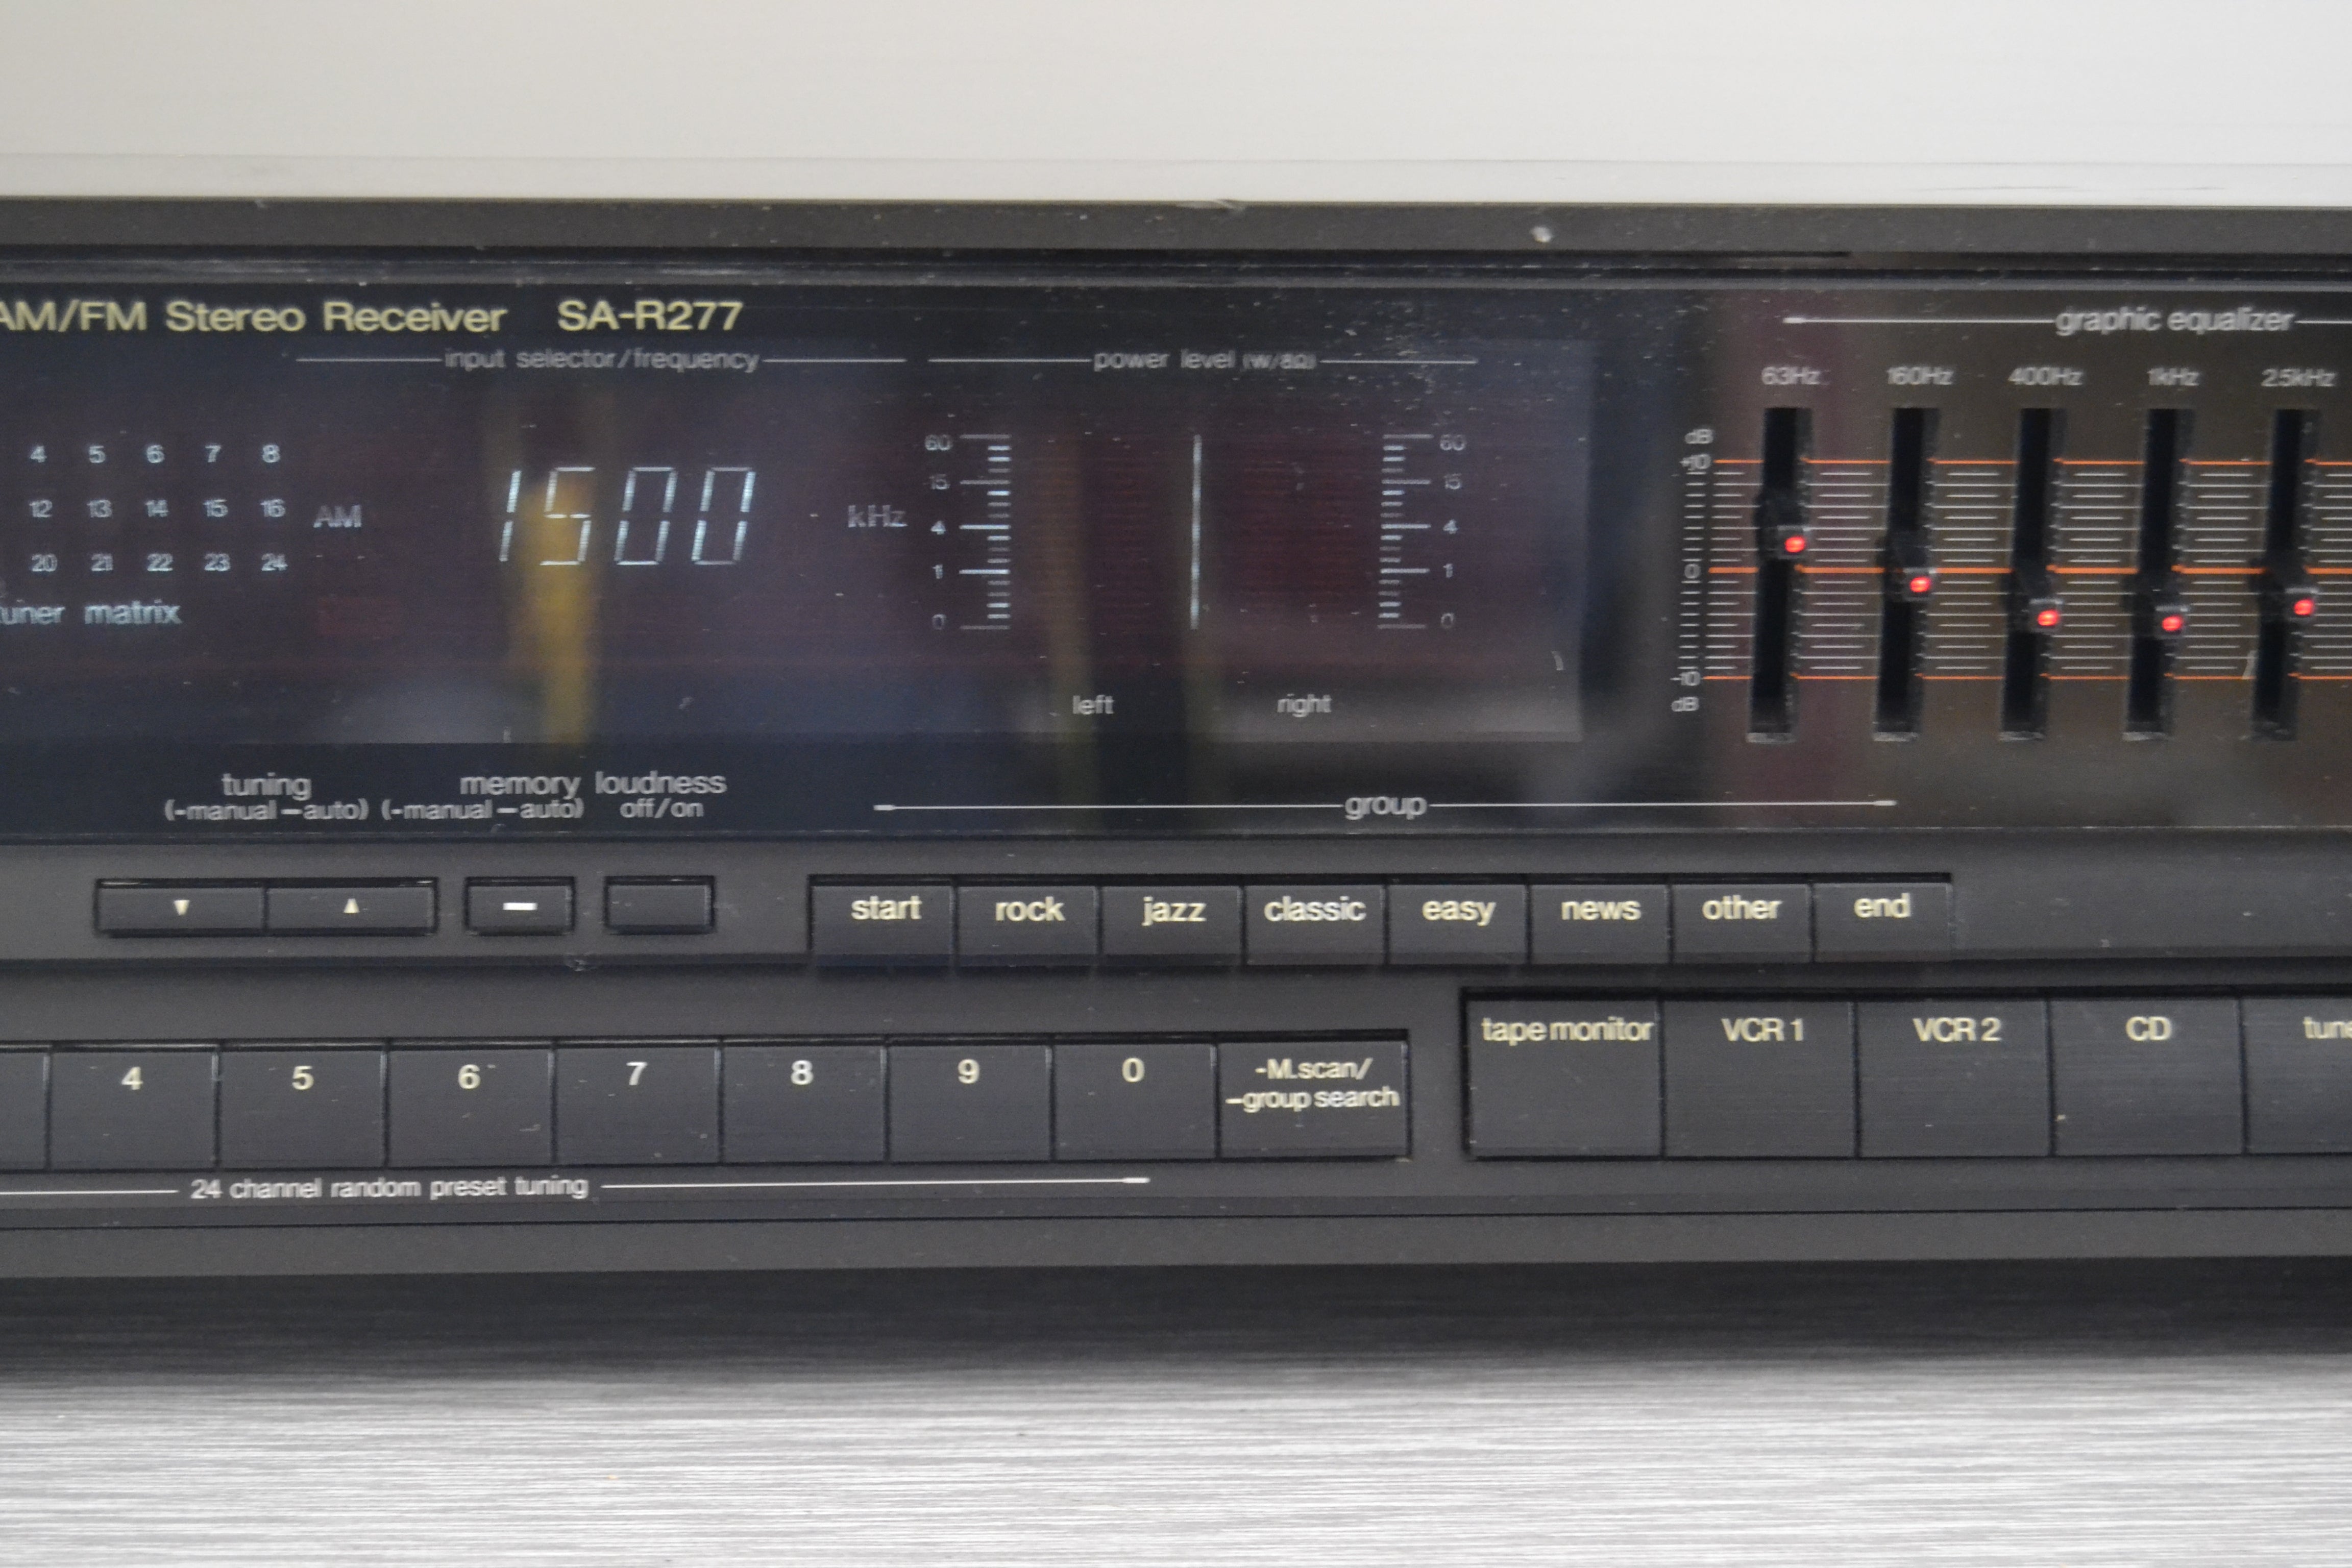 AM/FM Stereo Receiver SA-R277
input selector/frequency
power level
graphic equalizer
63Hz 160Hz 400Hz 1kHz 2.5kHz
4 5 6 7 8
12 13 14 15 16
20 21 22 23 24
matrix
AM 1500 kHz
60 60
15 15
4 4
1 1
0 0
left right
dB
+10
0
-10
dB
tuning memory loudness
(-manual —auto) (-manual —auto) off/on
group
▼ ▲ —
start rock jazz classic easy news other end
tape monitor VCR 1 VCR 2 CD
4 5 6 7 8 9 0 -M.scan/
—group search
24 channel random preset tuning